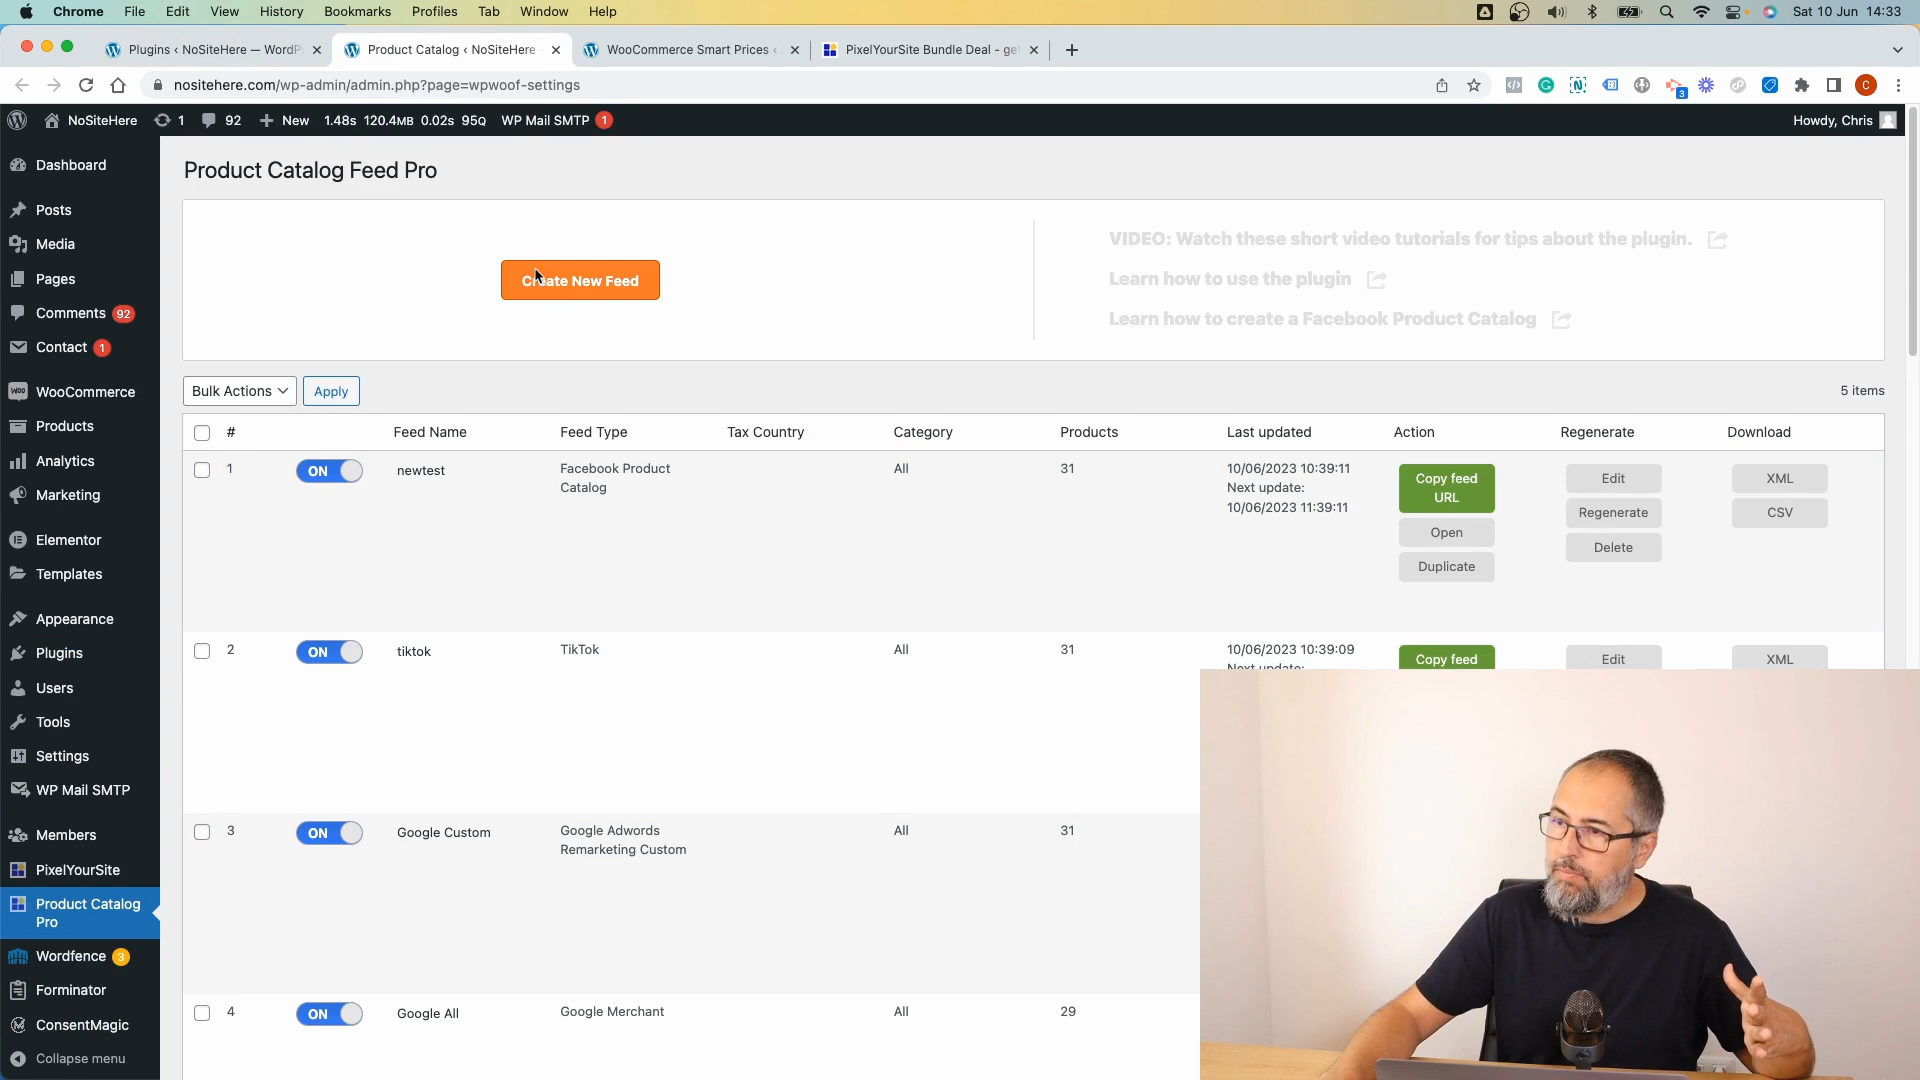 Chrome File Edit View History Bookmarks Profiles Tab Window Help Sat 10 Jun 14:33
Plugins ‹ NoSiteHere — WordP Product Catalog ‹ NoSiteHere WooCommerce Smart Prices ‹ PixelYourSite Bundle Deal - ge
nositehere.com/wp-admin/admin.php?page=wpwoof-settings 3 C
NoSiteHere 1 92 New 1.48s 120.4MB 0.02s 95Q WP Mail SMTP 1 Howdy, Chris
Dashboard
Posts
Media
Pages
Comments 92
Contact 1
WooCommerce
Products
Analytics
Marketing
Elementor
Templates
Appearance
Plugins
Users
Tools
Settings
WP Mail SMTP
Members
PixelYourSite
Product Catalog
Pro
Wordfence 3
Forminator
ConsentMagic
Collapse menu
Product Catalog Feed Pro
Create New Feed
VIDEO: Watch these short video tutorials for tips about the plugin.
Learn how to use the plugin
Learn how to create a Facebook Product Catalog
Bulk Actions Apply 5 items
# Feed Name Feed Type Tax Country Category Products Last updated Action Regenerate Download
1 ON newtest Facebook Product Catalog All 31 10/06/2023 10:39:11
Next update:
10/06/2023 11:39:11
Copy feed URL
Open
Duplicate
Edit
Regenerate
Delete
XML
CSV
2 ON tiktok TikTok All 31 10/06/2023 10:39:09
Next update:
Copy feed
Edit
XML
3 ON Google Custom Google Adwords Remarketing Custom All 31
4 ON Google All Google Merchant All 29